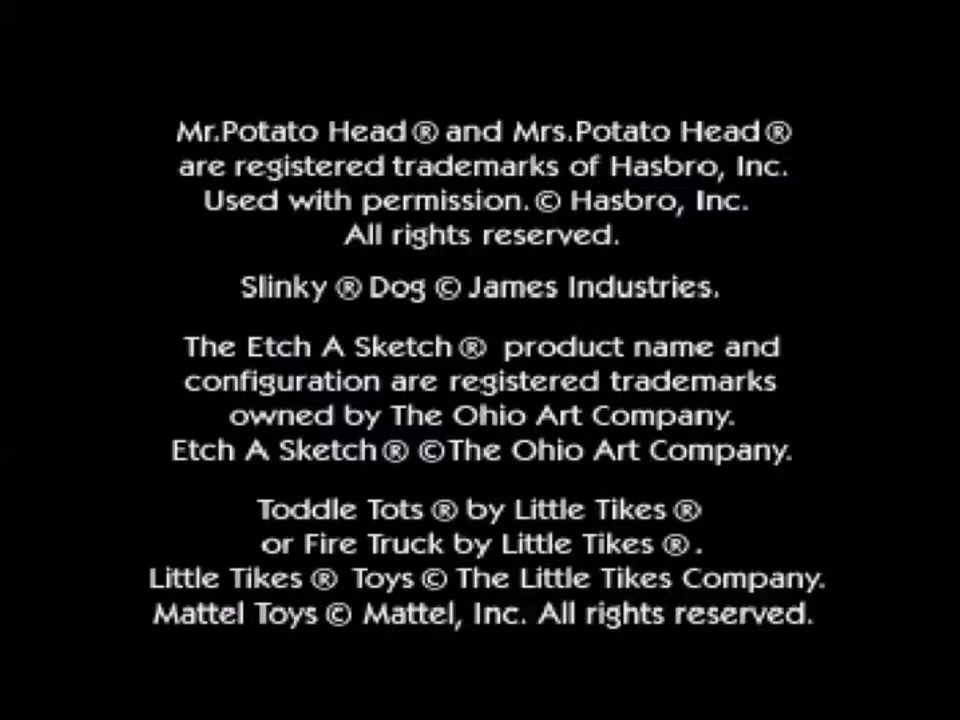 Mr.Potato Head® and Mrs.Potato Head®
are registered trademarks of Hasbro, Inc.
Used with permission.© Hasbro, Inc.
All rights reserved.
Slinky ® Dog © James Industries.
The Etch A Sketch® product name and
configuration are registered trademarks
owned by The Ohio Art Company.
Etch A Sketch® ©The Ohio Art Company.
Toddle Tots ® by Little Tikes ®
or Fire Truck by Little Tikes ®.
Little Tikes ® Toys © The Little Tikes Company.
Mattel Toys © Mattel, Inc. All rights reserved.